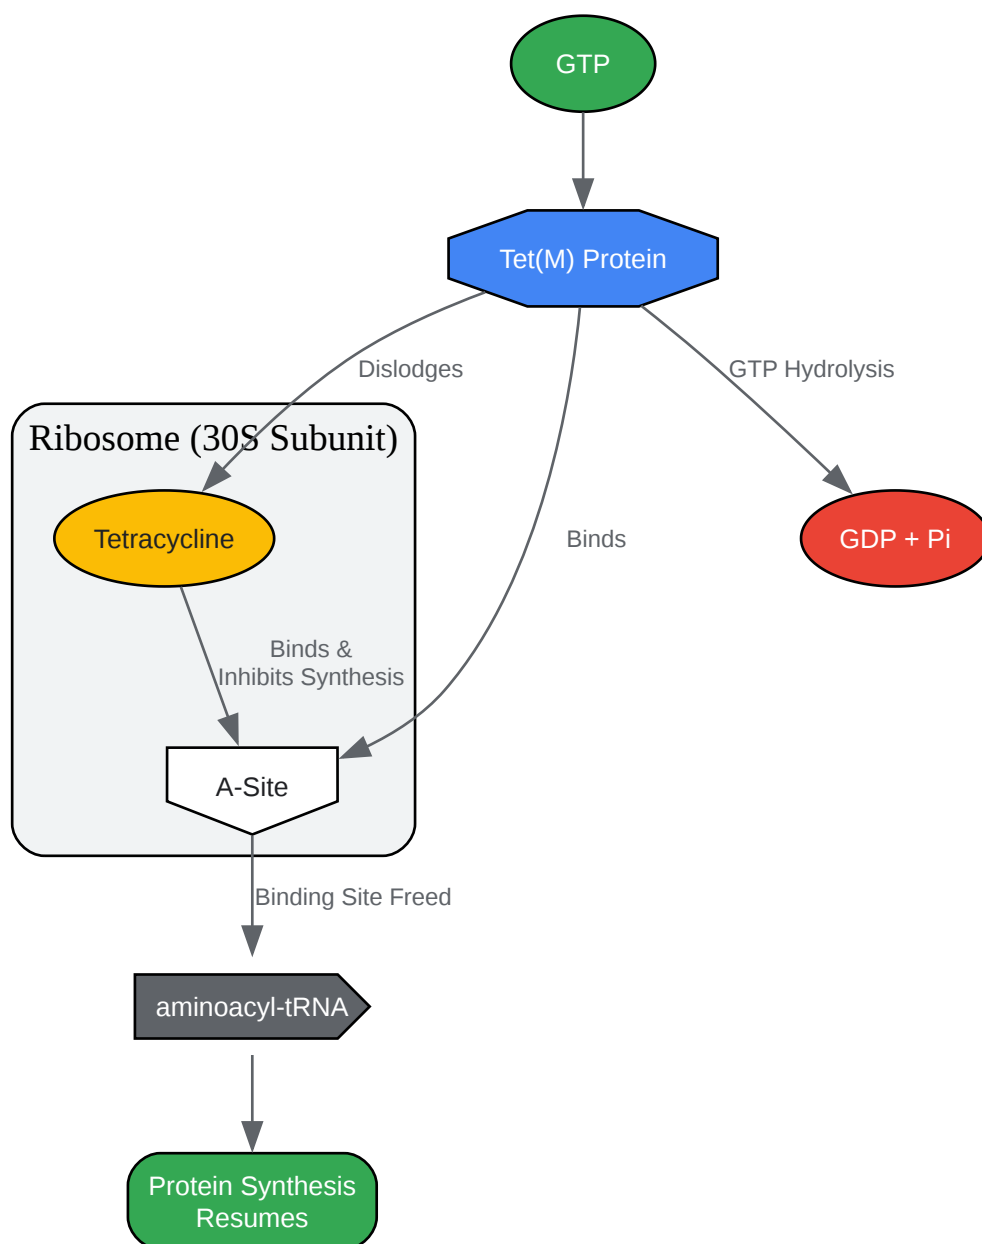 GTP
Tet(M) Protein
Dislodges
GTP Hydrolysis
Ribosome (30S Subunit)
Tetracycline
Binds
GDP + Pi
Binds &
Inhibits Synthesis
A-Site
Binding Site Freed
aminoacyl-tRNA
Protein Synthesis
Resumes